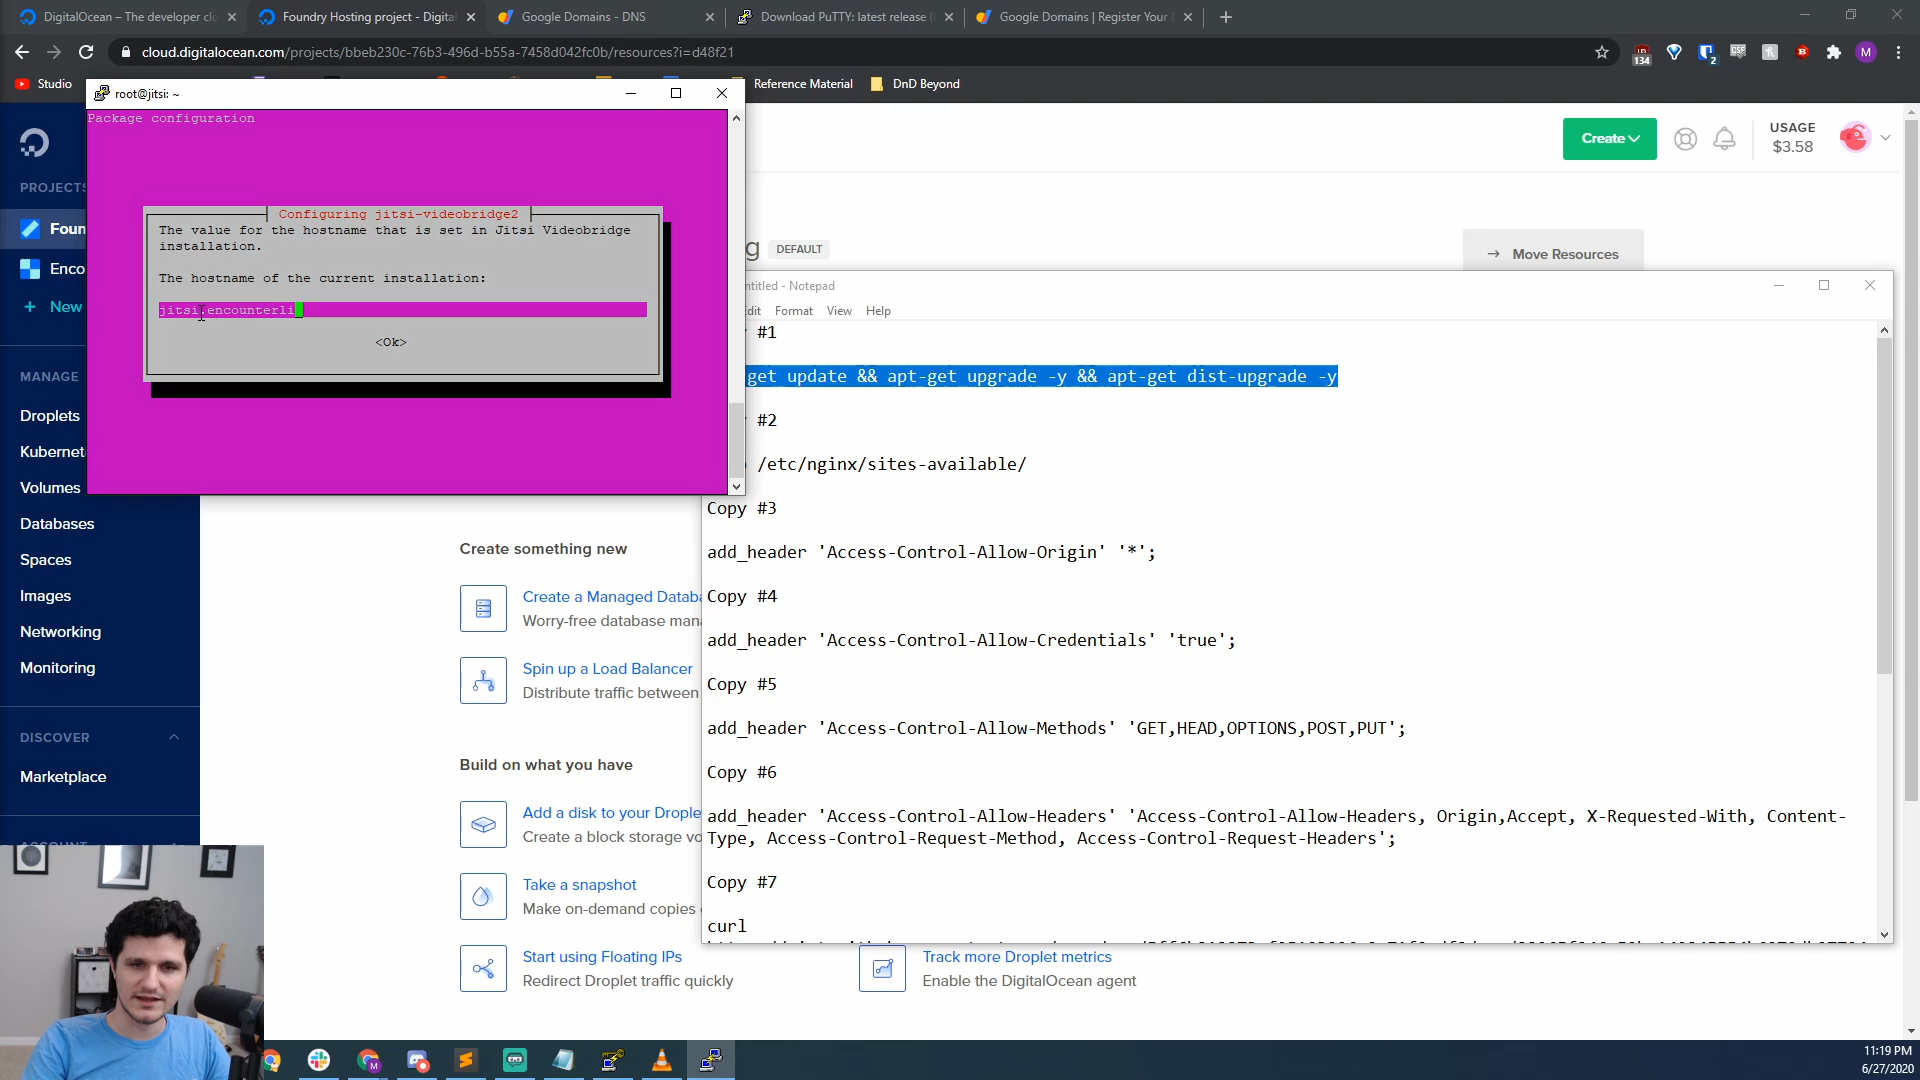 DigitalOcean – The developer clo
Foundry Hosting project - Digital
Google Domains - DNS
Download PuTTY: latest release (
Google Domains | Register Your D
cloud.digitalocean.com/projects/bbeb230c-76b3-496d-b55a-7458d042fc0b/resources?i=d48f21
134
2
M
Studio
Reference Material
DnD Beyond
root@jitsi: ~
Package configuration
Configuring jitsi-videobridge2
The value for the hostname that is set in Jitsi Videobridge
installation.
The hostname of the current installation:
jitsi.encounterli
<Ok>
PROJECTS
Foun
Enco
New
MANAGE
Droplets
Kubernet
Volumes
Databases
Spaces
Images
Networking
Monitoring
DISCOVER
Marketplace
Create
USAGE
$3.58
g
DEFAULT
Move Resources
Create something new
Create a Managed Databa
Worry-free database man
Spin up a Load Balancer
Distribute traffic between
Build on what you have
Add a disk to your Drople
Create a block storage vo
Take a snapshot
Make on-demand copies
Start using Floating IPs
Redirect Droplet traffic quickly
Track more Droplet metrics
Enable the DigitalOcean agent
ntitled - Notepad
dit Format View Help
#1
get update && apt-get upgrade -y && apt-get dist-upgrade -y
#2
/etc/nginx/sites-available/
Copy #3
add_header 'Access-Control-Allow-Origin' '*';
Copy #4
add_header 'Access-Control-Allow-Credentials' 'true';
Copy #5
add_header 'Access-Control-Allow-Methods' 'GET,HEAD,OPTIONS,POST,PUT';
Copy #6
add_header 'Access-Control-Allow-Headers' 'Access-Control-Allow-Headers, Origin,Accept, X-Requested-With, Content-
Type, Access-Control-Request-Method, Access-Control-Request-Headers';
Copy #7
curl
11:19 PM
6/27/2020